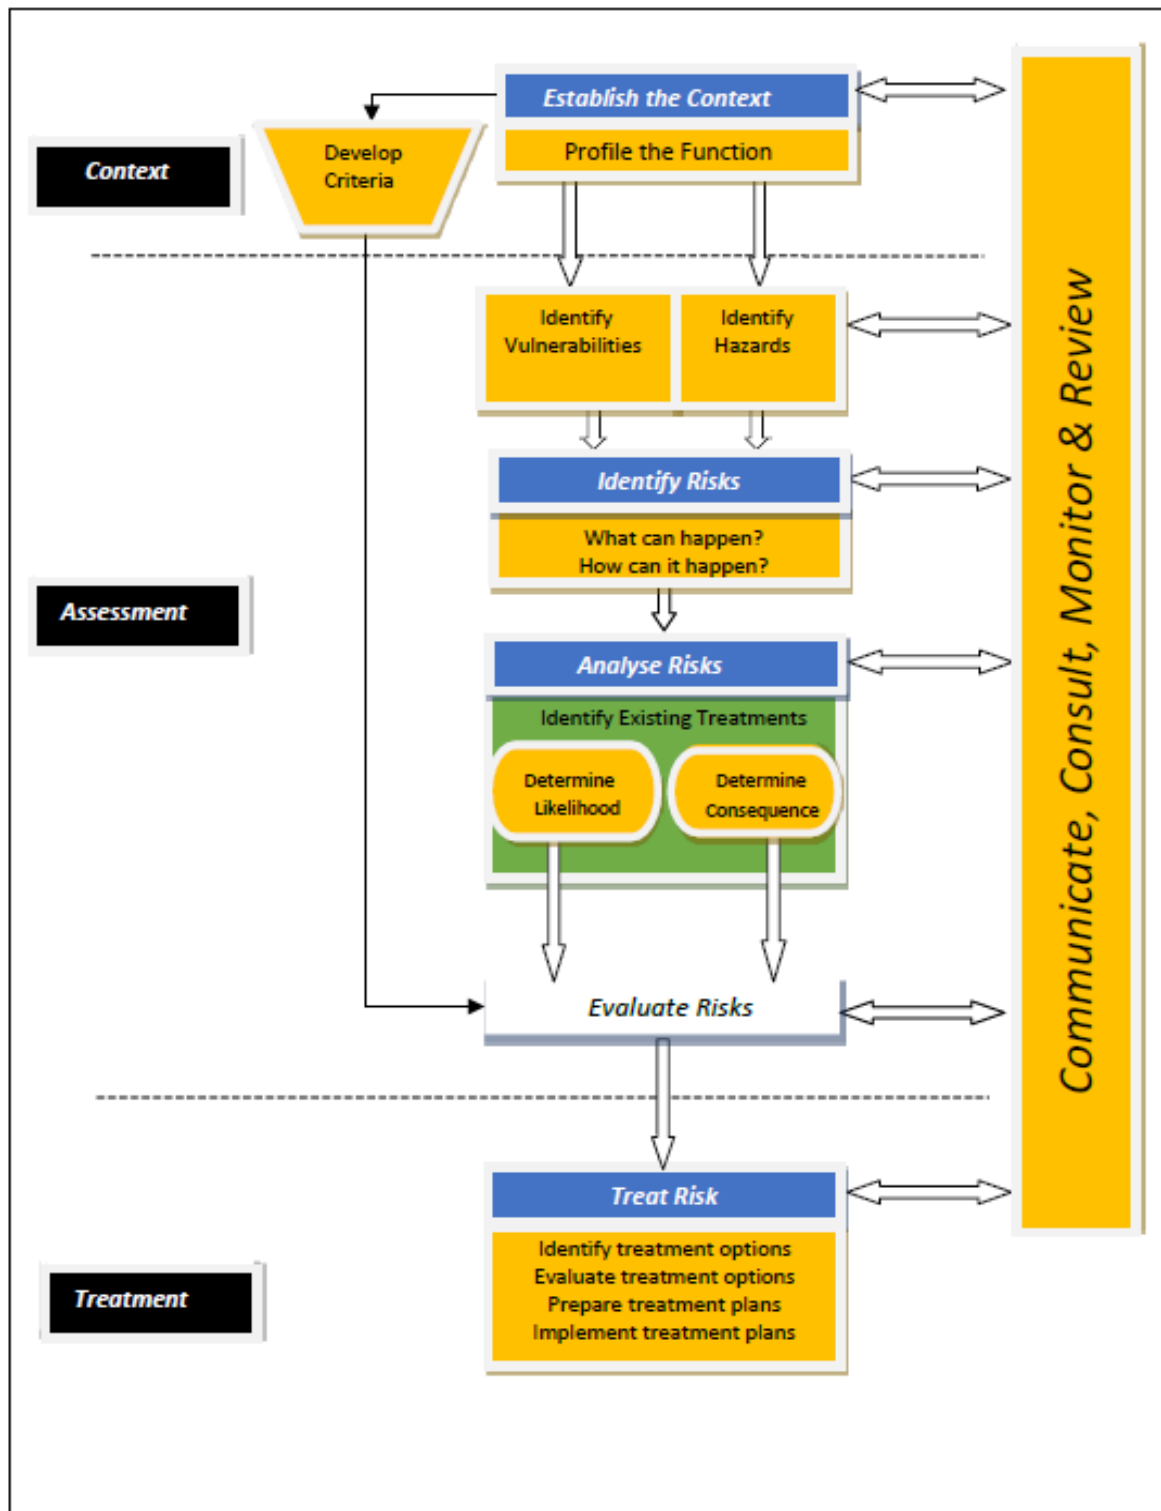 Establish the Context
Profile the Function
Develop
Criteria
Context
Identify
Vulnerabilities
Identify
Hazards
Identify Risks
What can happen?
How can it happen?
Assessment
Analyse Risks
Identify Existing Treatments
Determine
Likelihood
Determine
Consequence
Evaluate Risks
Treat Risk
Identify treatment options
Evaluate treatment options
Prepare treatment plans
Implement treatment plans
Treatment
Communicate, Consult, Monitor & Review